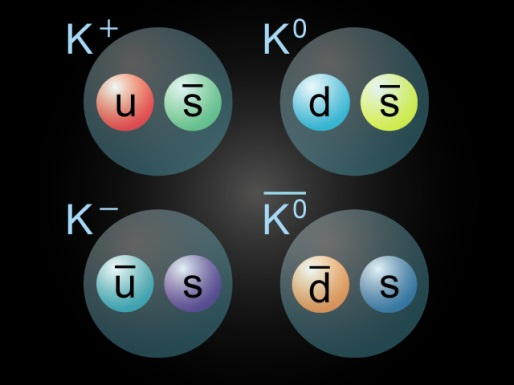 K⁺ K⁰
u s̅ d s̅
K⁻ K̅⁰̅
u̅ s d̅ s